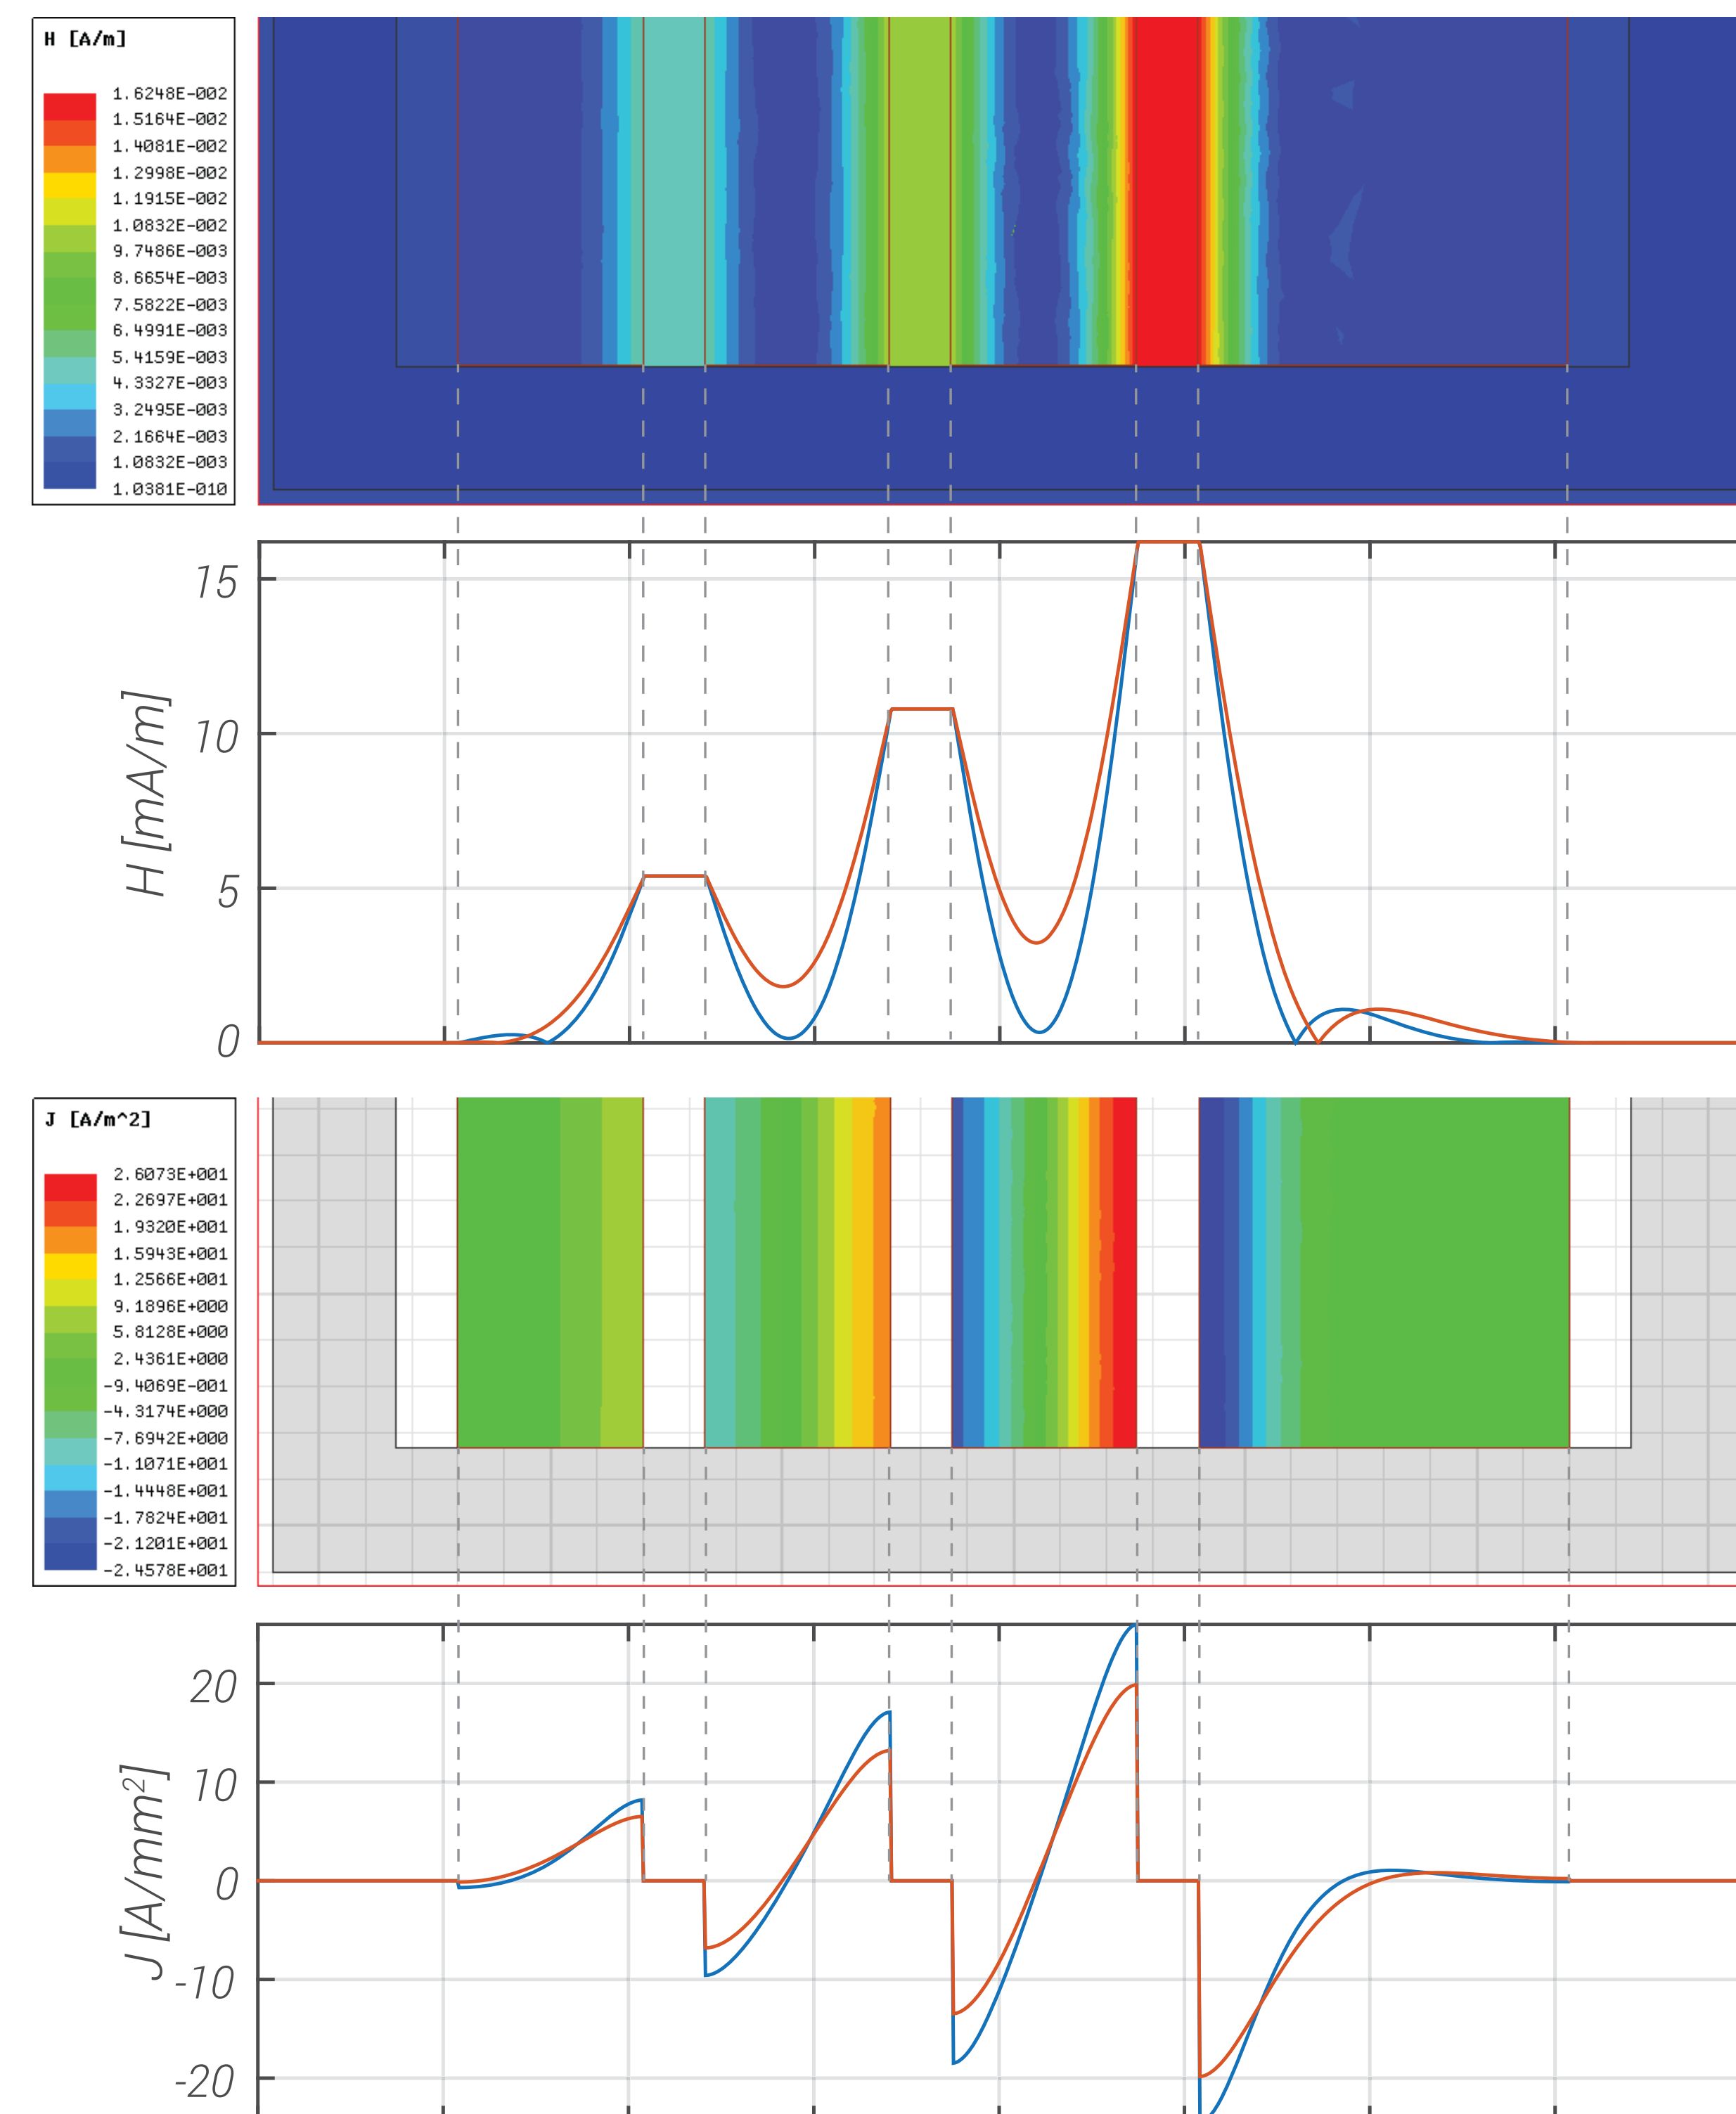 H [A/m]
1.6248E-002
1.5164E-002
1.4081E-002
1.2998E-002
1.1915E-002
1.0832E-002
9.7486E-003
8.6654E-003
7.5822E-003
6.4991E-003
5.4159E-003
4.3327E-003
3.2495E-003
2.1664E-003
1.0832E-003
1.0381E-010
H [mA/m]
15
10
5
0
J [A/m^2]
2.6073E+001
2.2697E+001
1.9320E+001
1.5943E+001
1.2566E+001
9.1896E+000
5.8128E+000
2.4361E+000
-9.4069E-001
-4.3174E+000
-7.6942E+000
-1.1071E+001
-1.4448E+001
-1.7824E+001
-2.1201E+001
-2.4578E+001
J [A/mm²]
20
10
0
-10
-20